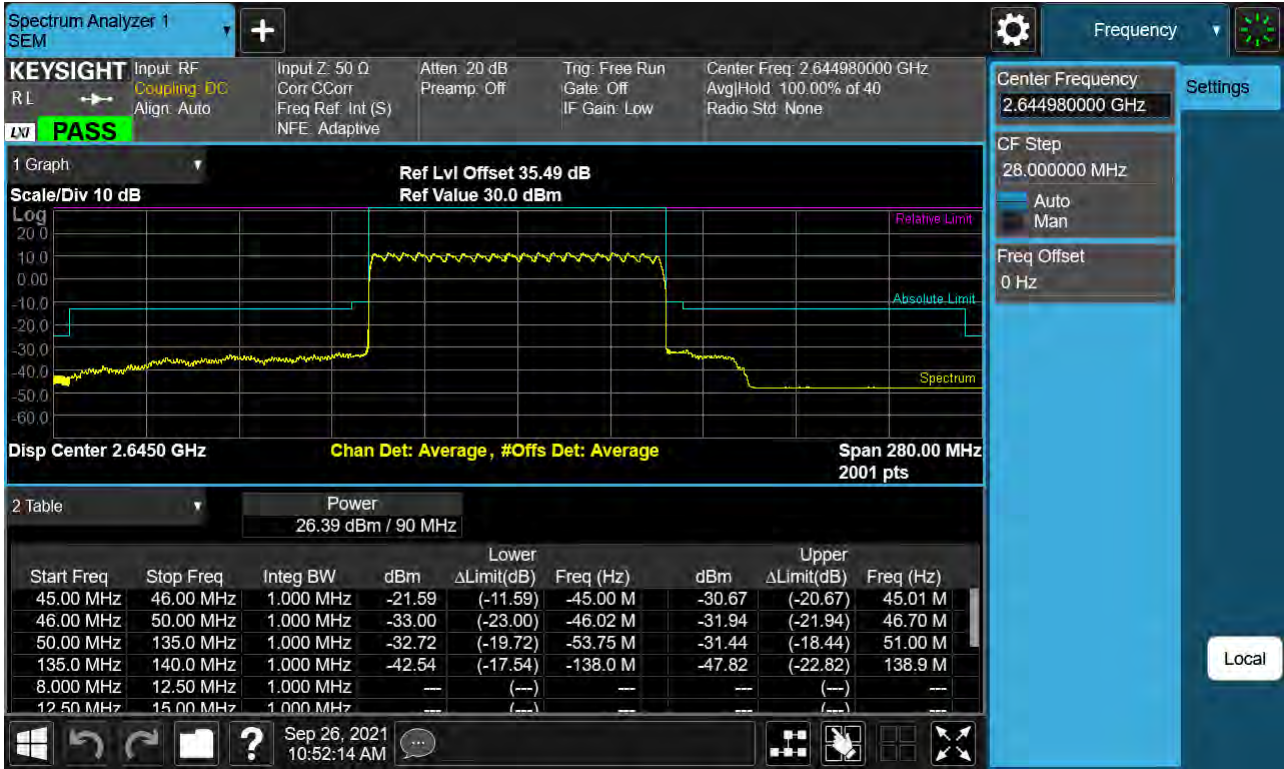 Spectrum Analyzer 1
SEM
+
Frequency
KEYSIGHT
R L
LXI PASS
Input: RF
Coupling: DC
Align: Auto
Input Z: 50 Ω
Corr CCorr
Freq Ref: Int (S)
NFE: Adaptive
Atten: 20 dB
Preamp: Off
Trig: Free Run
Gate: Off
IF Gain: Low
Center Freq: 2.644980000 GHz
Avg|Hold: 100.00% of 40
Radio Std: None
Center Frequency
2.644980000 GHz
Settings
CF Step
28.000000 MHz
Auto
Man
Freq Offset
0 Hz
1 Graph
Scale/Div 10 dB
Ref Lvl Offset 35.49 dB
Ref Value 30.0 dBm
Log
20.0
10.0
0.00
-10.0
-20.0
-30.0
-40.0
-50.0
-60.0
Relative Limit
Absolute Limit
Spectrum
Disp Center 2.6450 GHz
Chan Det: Average , #Offs Det: Average
Span 280.00 MHz
2001 pts
2 Table
Power
26.39 dBm / 90 MHz
Lower Upper
Start Freq Stop Freq Integ BW dBm ΔLimit(dB) Freq (Hz) dBm ΔLimit(dB) Freq (Hz)
45.00 MHz 46.00 MHz 1.000 MHz -21.59 (-11.59) -45.00 M -30.67 (-20.67) 45.01 M
46.00 MHz 50.00 MHz 1.000 MHz -33.00 (-23.00) -46.02 M -31.94 (-21.94) 46.70 M
50.00 MHz 135.0 MHz 1.000 MHz -32.72 (-19.72) -53.75 M -31.44 (-18.44) 51.00 M
135.0 MHz 140.0 MHz 1.000 MHz -42.54 (-17.54) -138.0 M -47.82 (-22.82) 138.9 M
8.000 MHz 12.50 MHz 1.000 MHz --- (---) --- --- (---) ---
12.50 MHz 15.00 MHz 1.000 MHz --- (---) --- --- (---) ---
Local
?
Sep 26, 2021
10:52:14 AM